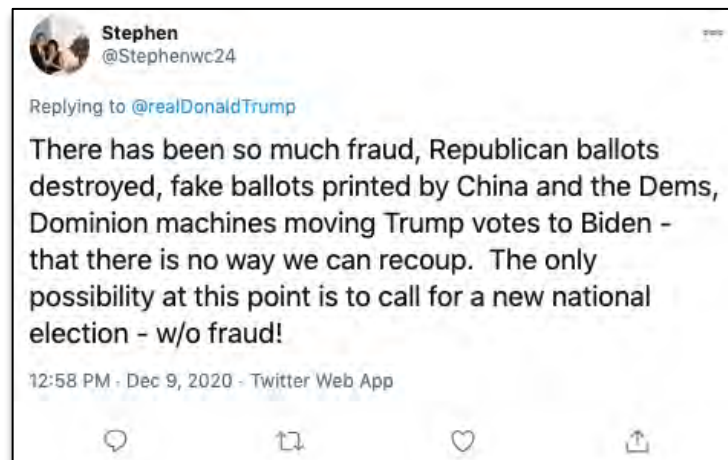 Stephen
@Stephenwc24
Replying to @realDonaldTrump
There has been so much fraud, Republican ballots
destroyed, fake ballots printed by China and the Dems,
Dominion machines moving Trump votes to Biden -
that there is no way we can recoup.  The only
possibility at this point is to call for a new national
election - w/o fraud!
12:58 PM · Dec 9, 2020 · Twitter Web App